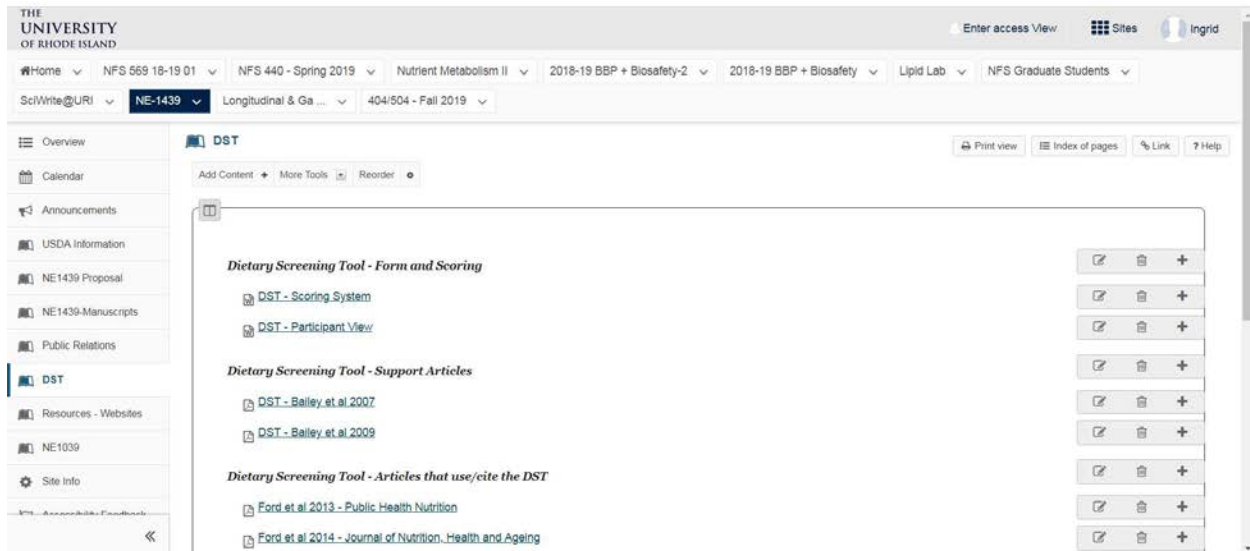 THE
UNIVERSITY
OF RHODE ISLAND
Enter access View
Sites
Ingrid
Home
NFS 569 18-19 01
NFS 440 - Spring 2019
Nutrient Metabolism II
2018-19 BBP + Biosafety-2
2018-19 BBP + Biosafety
Lipid Lab
NFS Graduate Students
SciWrite@URI
NE-1439
Longitudinal & Ga ...
404/504 - Fall 2019
Overview
Calendar
Announcements
USDA Information
NE1439 Proposal
NE1439-Manuscripts
Public Relations
DST
Resources - Websites
NE1039
Site Info
Accessibility Feedback
DST
Print view
Index of pages
Link
? Help
Add Content +
More Tools
Reorder
Dietary Screening Tool - Form and Scoring
DST - Scoring System
DST - Participant View
Dietary Screening Tool - Support Articles
DST - Bailey et al 2007
DST - Bailey et al 2009
Dietary Screening Tool - Articles that use/cite the DST
Ford et al 2013 - Public Health Nutrition
Ford et al 2014 - Journal of Nutrition, Health and Ageing